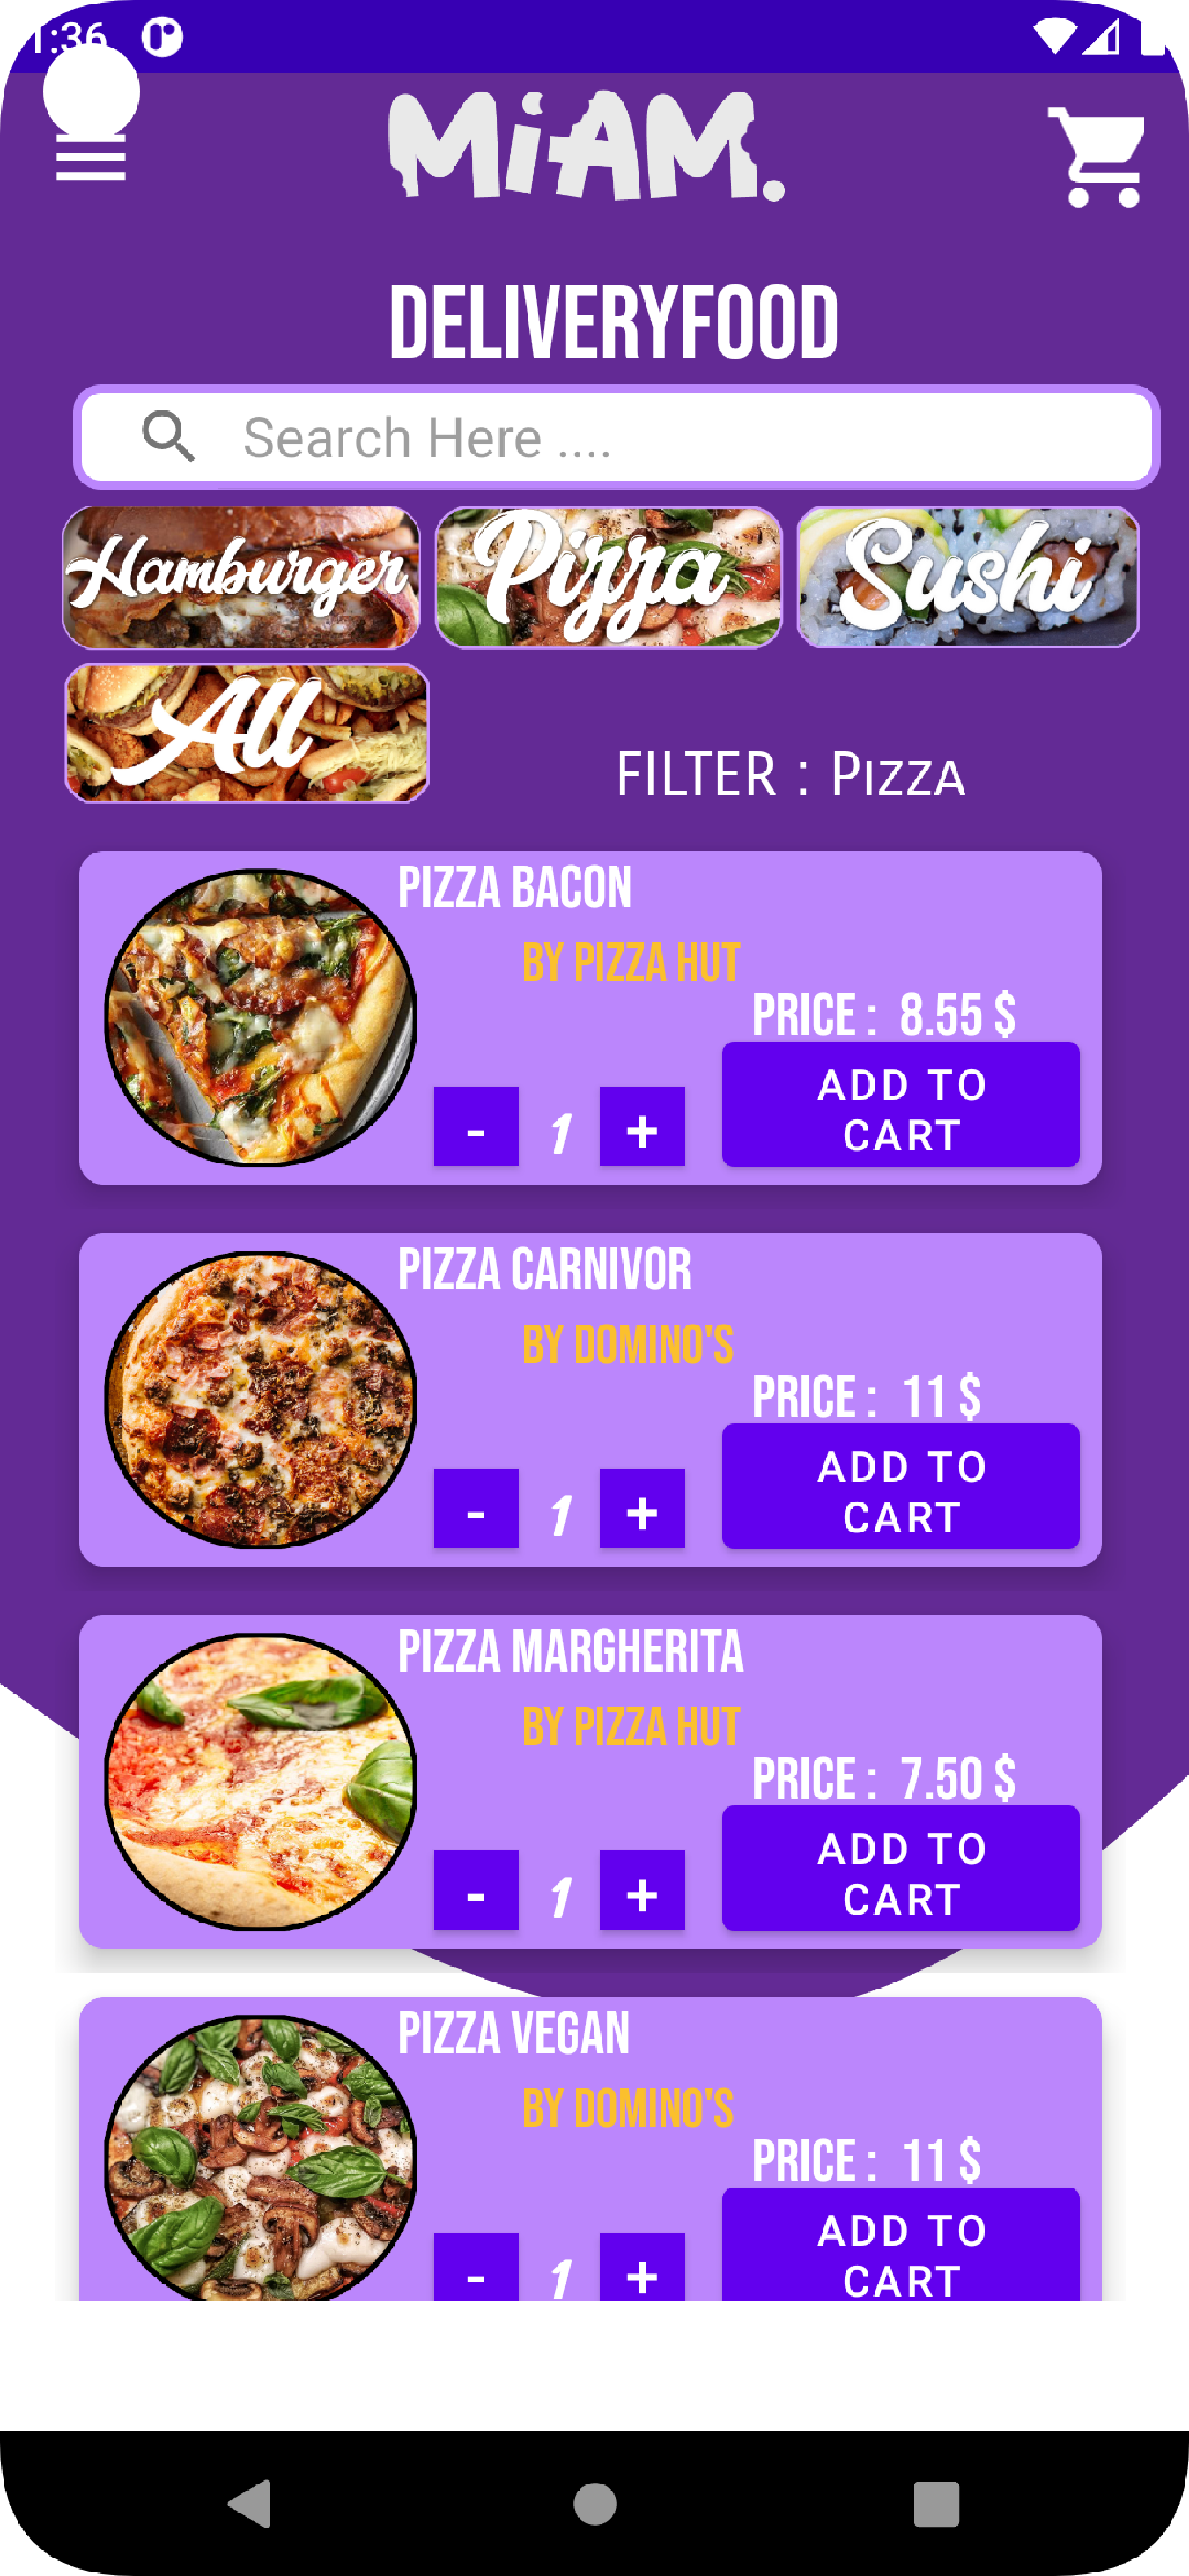 1:36
MiAM.
DELIVERYFOOD
Search Here ....
Hamburger
Pizza
Sushi
All
FILTER : Pizza
PIZZA BACON
BY PIZZA HUT
PRICE : 8.55 $
- 1 +
ADD TO
CART
PIZZA CARNIVOR
BY DOMINO'S
PRICE : 11 $
- 1 +
ADD TO
CART
PIZZA MARGHERITA
BY PIZZA HUT
PRICE : 7.50 $
- 1 +
ADD TO
CART
PIZZA VEGAN
BY DOMINO'S
PRICE : 11 $
- 1 +
ADD TO
CART